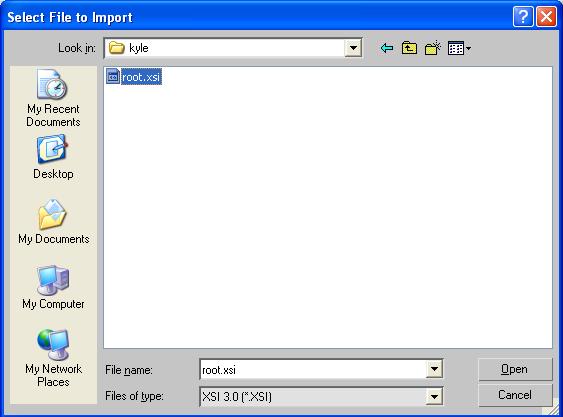 Select File to Import
Look in: kyle
root.xsi
My Recent
Documents
Desktop
My Documents
My Computer
My Network
Places
File name: root.xsi Open
Files of type: XSI 3.0 (*.XSI) Cancel